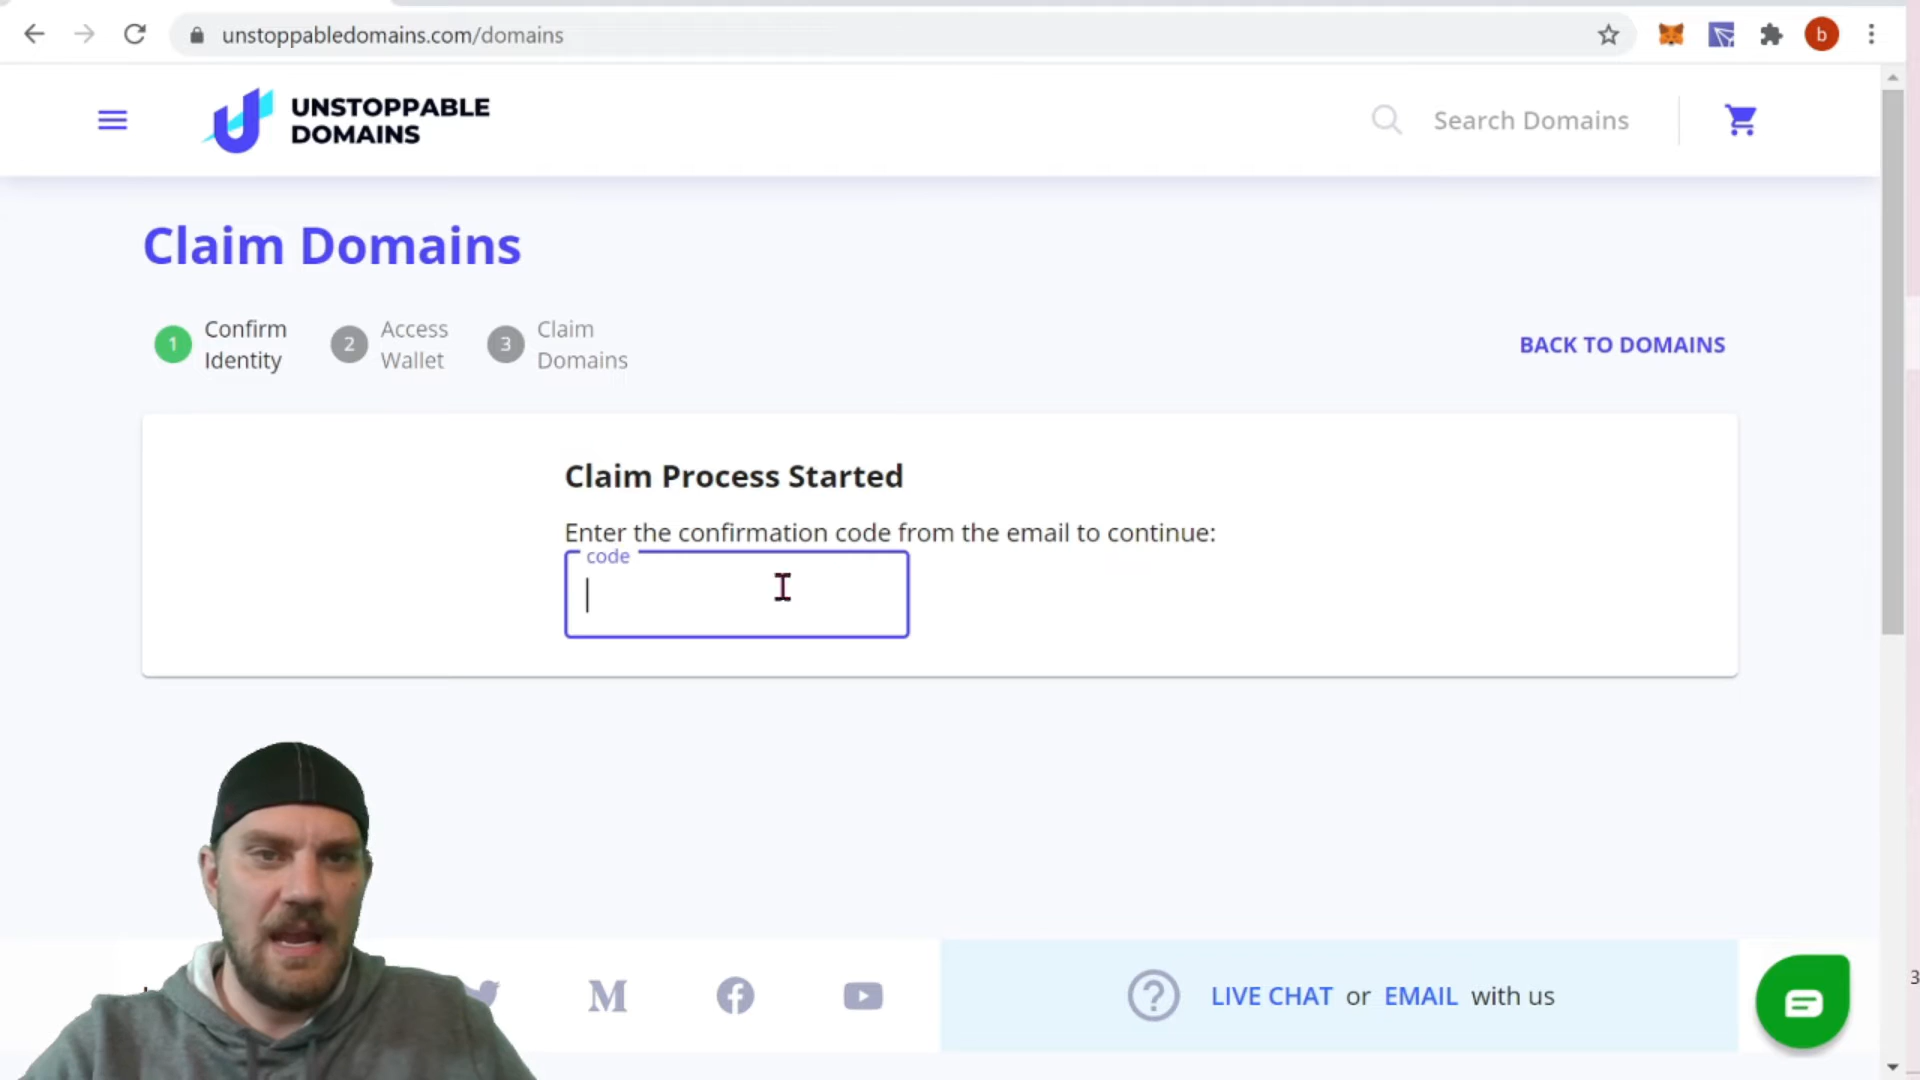 unstoppabledomains.com/domains
b
UNSTOPPABLE
DOMAINS
Search Domains
Claim Domains
1 Confirm
Identity
2 Access
Wallet
3 Claim
Domains
BACK TO DOMAINS
Claim Process Started
Enter the confirmation code from the email to continue:
code
LIVE CHAT or EMAIL with us
3